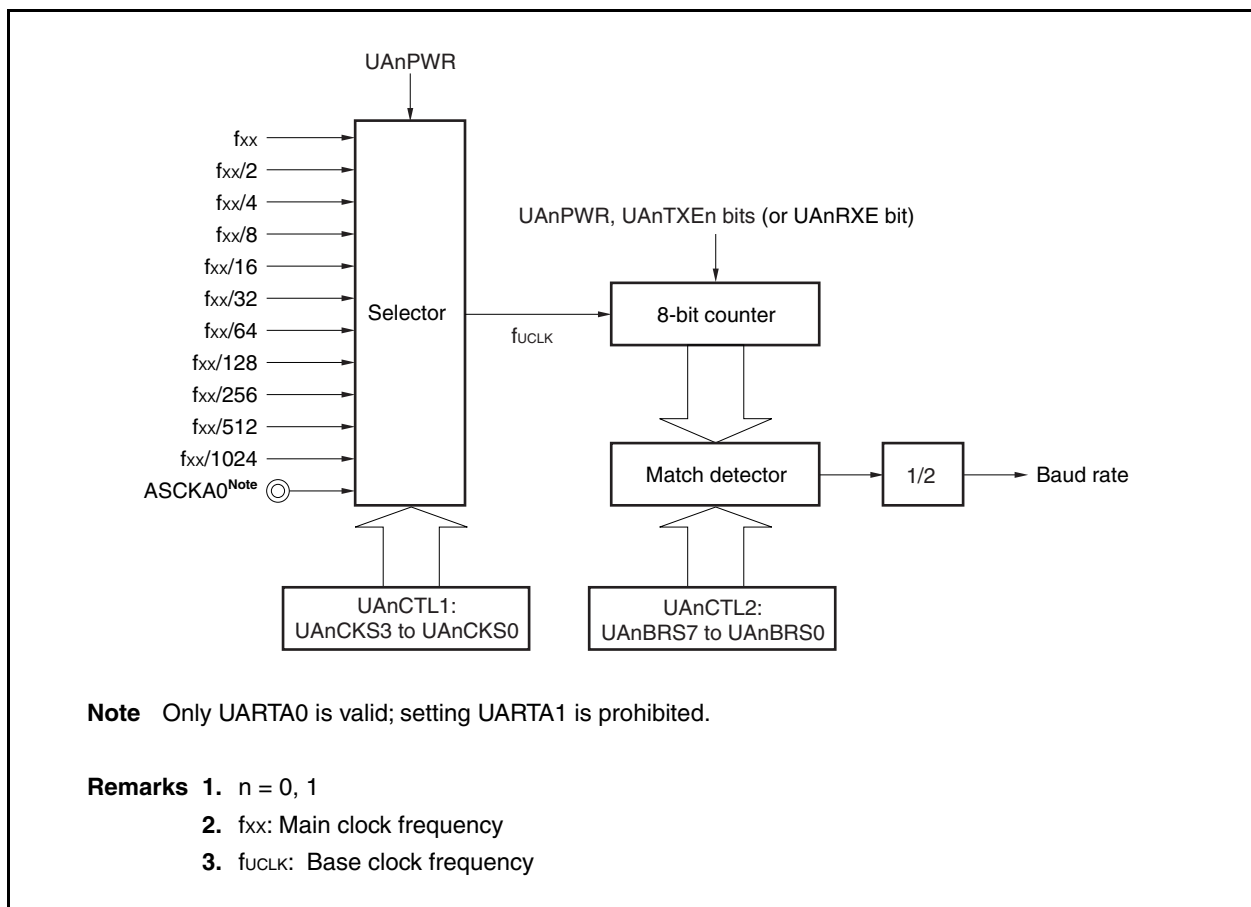 UAnPWR
fxx
fxx/2
fxx/4
fxx/8
fxx/16
fxx/32
fxx/64
fxx/128
fxx/256
fxx/512
fxx/1024
ASCKA0Note
Selector
fUCLK
UAnPWR, UAnTXEn bits (or UAnRXE bit)
8-bit counter
Match detector
1/2
Baud rate
UAnCTL1:
UAnCKS3 to UAnCKS0
UAnCTL2:
UAnBRS7 to UAnBRS0
Note Only UARTA0 is valid; setting UARTA1 is prohibited.
Remarks 1. n = 0, 1
2. fxx: Main clock frequency
3. fUCLK: Base clock frequency